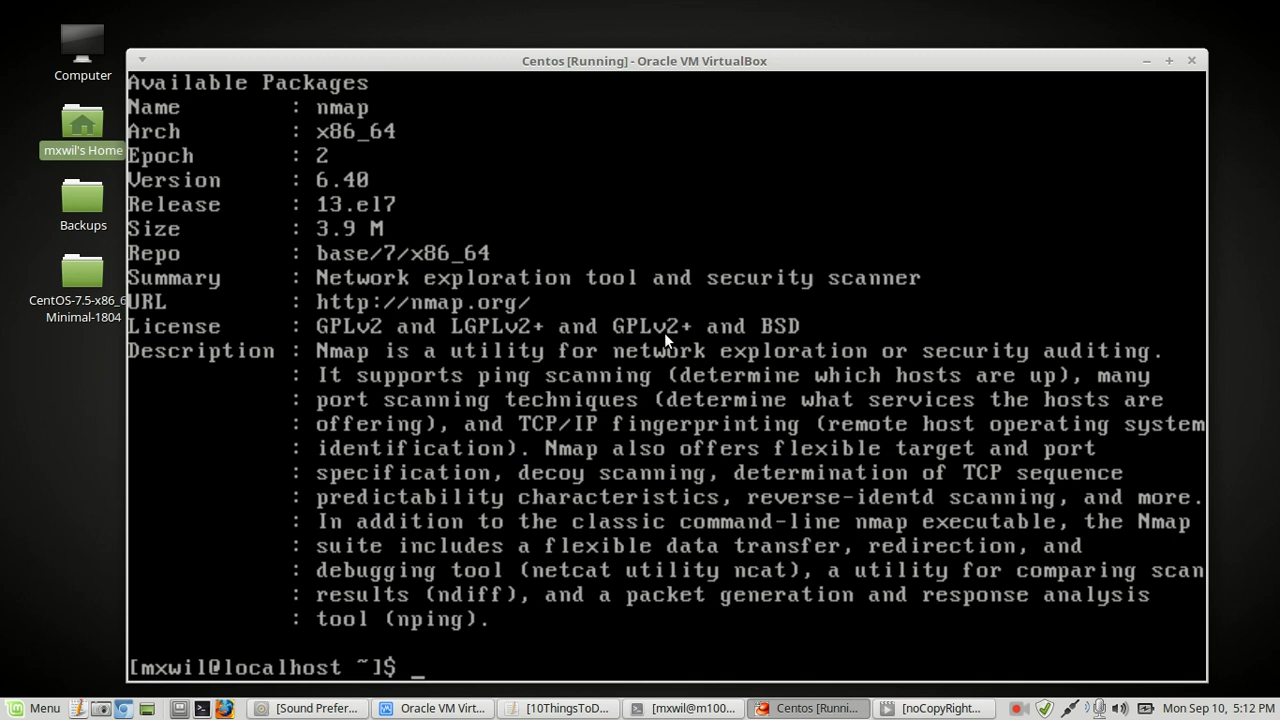 Computer
mxwil's Home
Backups
CentOS-7.5-x86_6
Minimal-1804
Centos [Running] - Oracle VM VirtualBox
Available Packages
Name : nmap
Arch : x86_64
Epoch : 2
Version : 6.40
Release : 13.el7
Size : 3.9 M
Repo : base/7/x86_64
Summary : Network exploration tool and security scanner
URL : http://nmap.org/
License : GPLv2 and LGPLv2+ and GPLv2+ and BSD
Description : Nmap is a utility for network exploration or security auditing.
: It supports ping scanning (determine which hosts are up), many
: port scanning techniques (determine what services the hosts are
: offering), and TCP/IP fingerprinting (remote host operating system
: identification). Nmap also offers flexible target and port
: specification, decoy scanning, determination of TCP sequence
: predictability characteristics, reverse-identd scanning, and more.
: In addition to the classic command-line nmap executable, the Nmap
: suite includes a flexible data transfer, redirection, and
: debugging tool (netcat utility ncat), a utility for comparing scan
: results (ndiff), and a packet generation and response analysis
: tool (nping).
[mxwil@localhost ~]$ _
Menu [Sound Prefer... Oracle VM Virt... [10ThingsToD... [mxwil@m100... Centos [Runni... [noCopyRight... Mon Sep 10, 5:12 PM